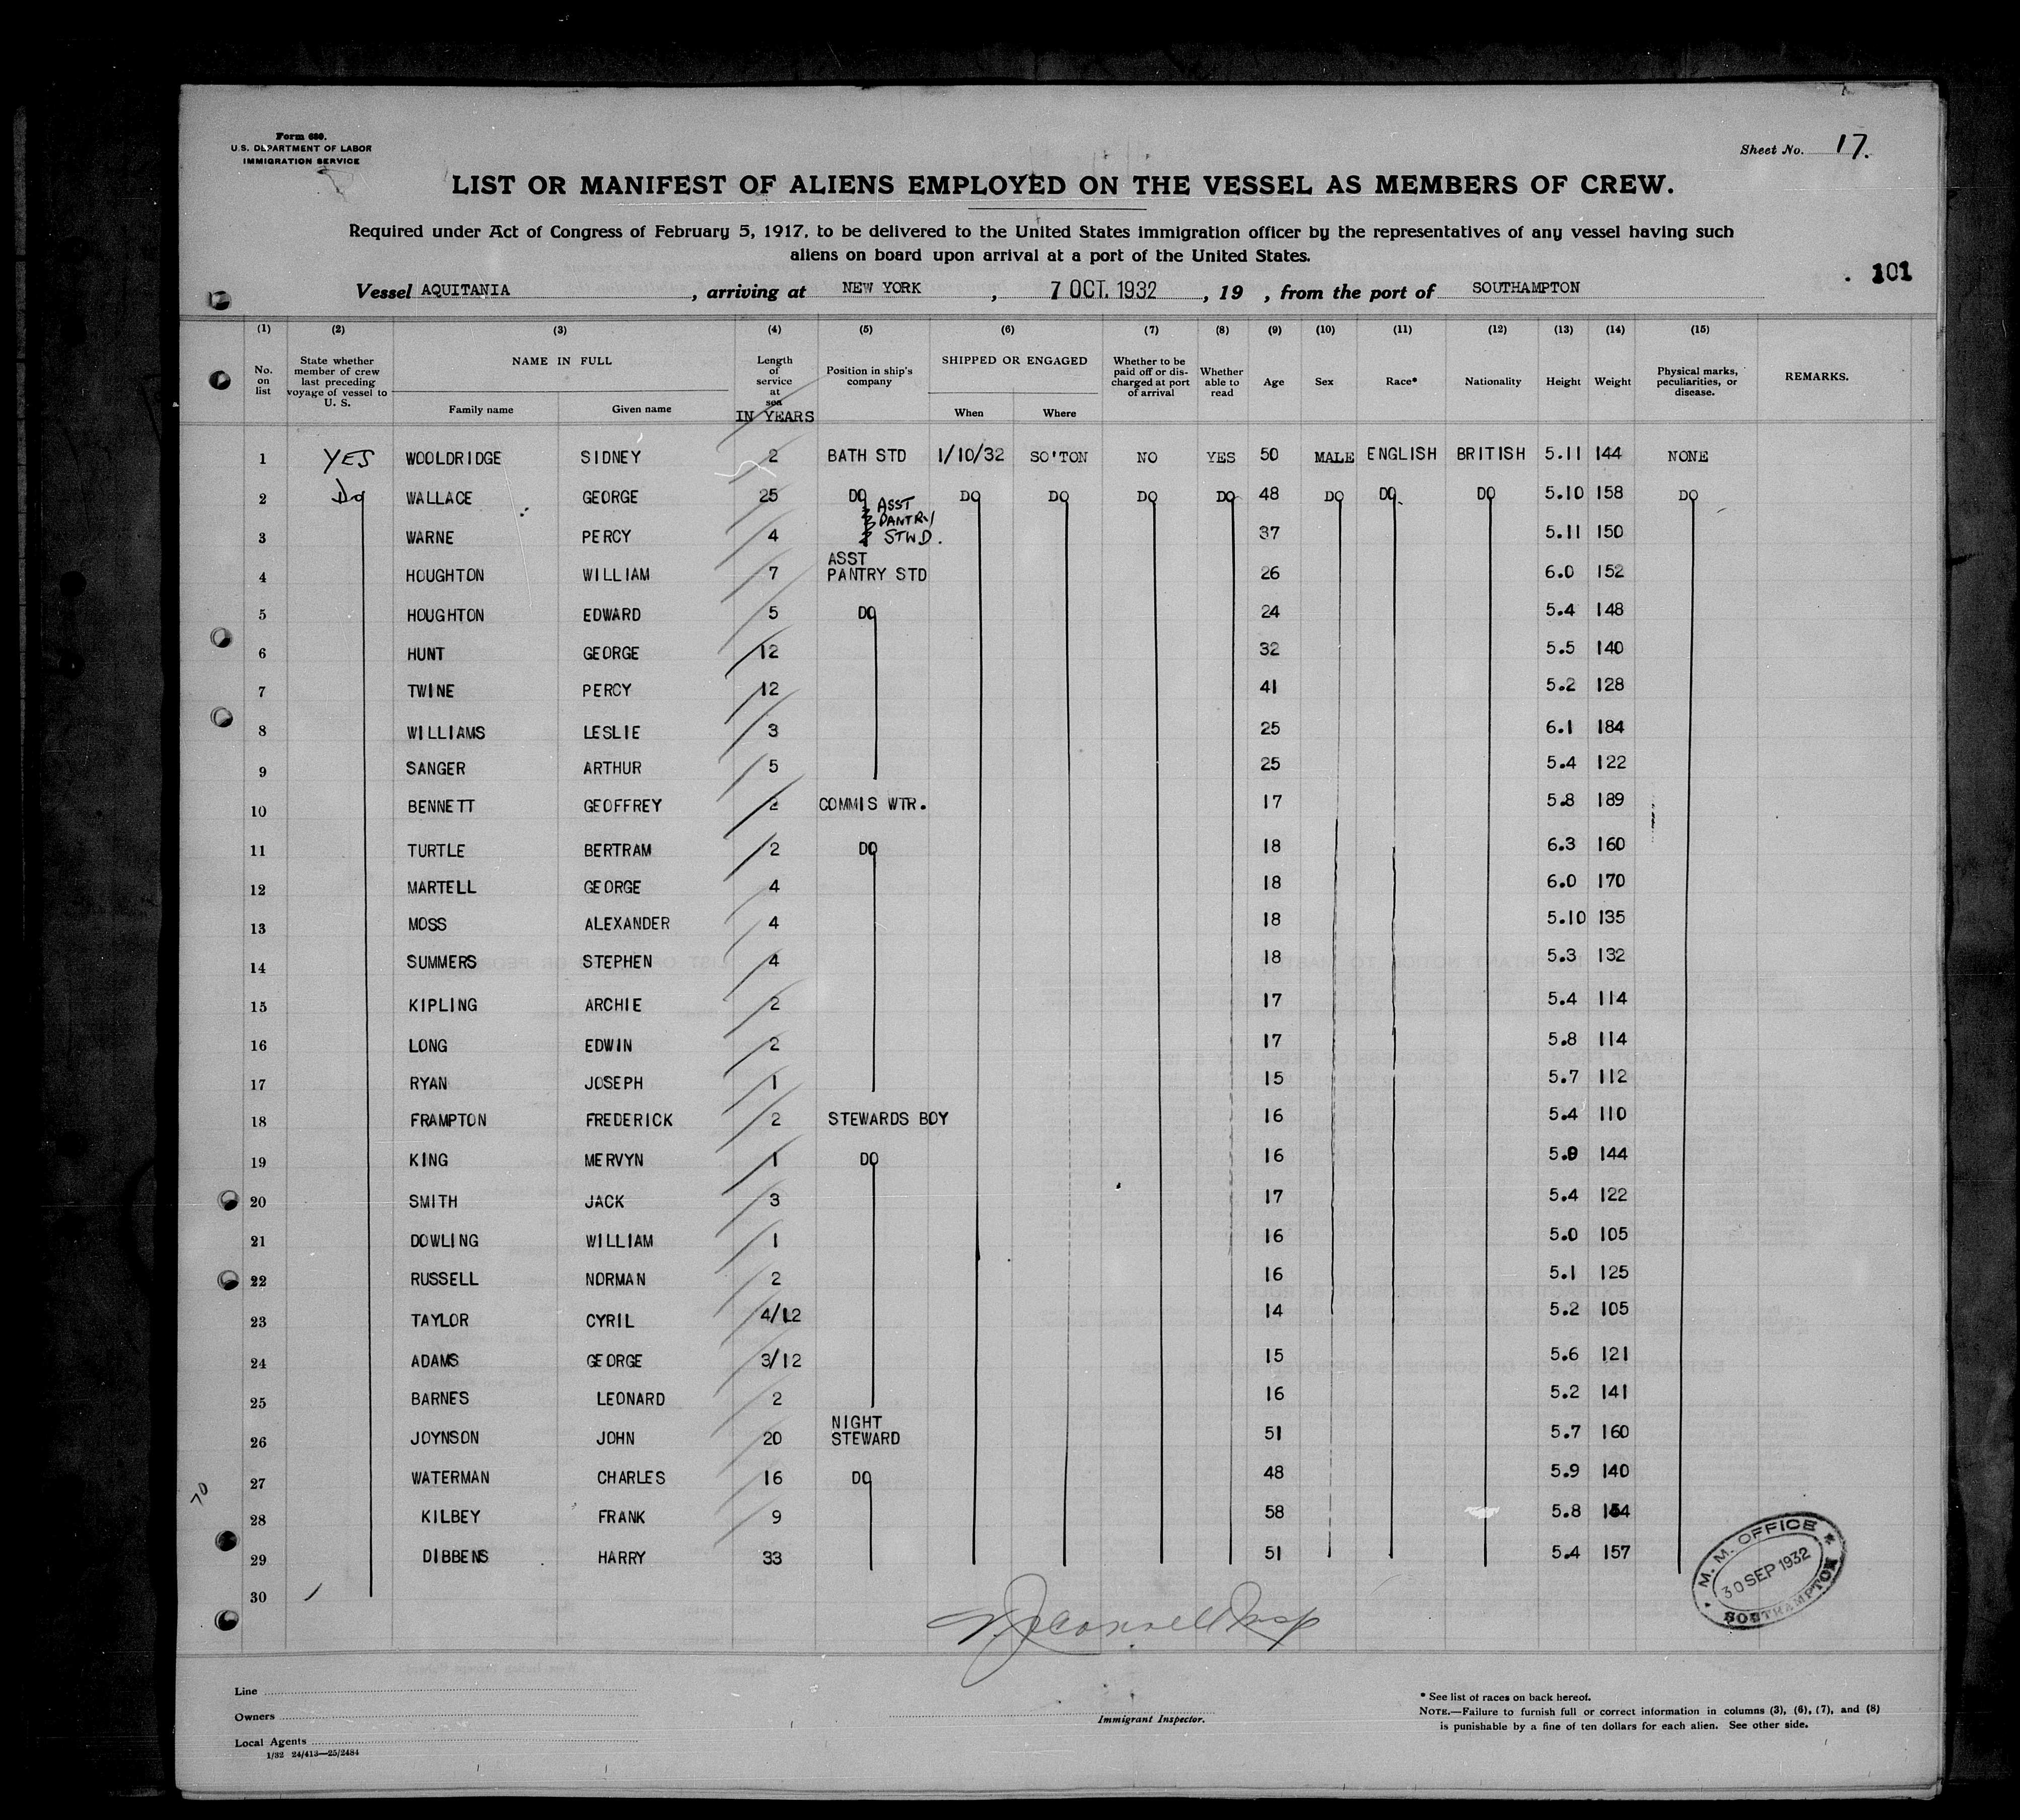 Form 680.
U.S. DEPARTMENT OF LABOR
IMMIGRATION SERVICE
Sheet No. 17.
LIST OR MANIFEST OF ALIENS EMPLOYED ON THE VESSEL AS MEMBERS OF CREW.
Required under Act of Congress of February 5, 1917, to be delivered to the United States immigration officer by the representatives of any vessel having such
aliens on board upon arrival at a port of the United States.
101
Vessel AQUITANIA, arriving at NEW YORK, 7 OCT. 1932, 19 , from the port of SOUTHAMPTON
(1) (2) (3) (4) (5) (6) (7) (8) (9) (10) (11) (12) (13) (14) (15)
No. on list State whether member of crew last preceding voyage of vessel to U. S. NAME IN FULL Family name Given name Length of service at sea IN YEARS Position in ship's company SHIPPED OR ENGAGED When Where Whether to be paid off or discharged at port of arrival Whether able to read Age Sex Race* Nationality Height Weight Physical marks, peculiarities, or disease. REMARKS.
1 YES WOOLDRIDGE SIDNEY 2 BATH STD 1/10/32 SO'TON NO YES 50 MALE ENGLISH BRITISH 5.11 144 NONE
2 Do WALLACE GEORGE 25 DO ASST PANTRY STWD. DO DO DO DO 48 DO DO DO 5.10 158 DO
3 WARNE PERCY 4 37 5.11 150
4 HOUGHTON WILLIAM 7 ASST PANTRY STD 26 6.0 152
5 HOUGHTON EDWARD 5 DO 24 5.4 148
6 HUNT GEORGE 12 32 5.5 140
7 TWINE PERCY 12 41 5.2 128
8 WILLIAMS LESLIE 3 25 6.1 184
9 SANGER ARTHUR 5 25 5.4 122
10 BENNETT GEOFFREY 2 COMMIS WTR. 17 5.8 189
11 TURTLE BERTRAM 2 DO 18 6.3 160
12 MARTELL GEORGE 4 18 6.0 170
13 MOSS ALEXANDER 4 18 5.10 135
14 SUMMERS STEPHEN 4 18 5.3 132
15 KIPLING ARCHIE 2 17 5.4 114
16 LONG EDWIN 2 17 5.8 114
17 RYAN JOSEPH 1 15 5.7 112
18 FRAMPTON FREDERICK 2 STEWARDS BOY 16 5.4 110
19 KING MERVYN 1 DO 16 5.9 144
20 SMITH JACK 3 17 5.4 122
21 DOWLING WILLIAM 1 16 5.0 105
22 RUSSELL NORMAN 2 16 5.1 125
23 TAYLOR CYRIL 4/12 14 5.2 105
24 ADAMS GEORGE 3/12 15 5.6 121
25 BARNES LEONARD 2 16 5.2 141
26 JOYNSON JOHN 20 NIGHT STEWARD 51 5.7 160
27 WATERMAN CHARLES 16 DO 48 5.9 140
28 KILBEY FRANK 9 58 5.8 154
29 DIBBENS HARRY 33 51 5.4 157
30
70
M. M. OFFICE
30 SEP 1932
SOUTHAMPTON
Line
Owners
Local Agents
1/32 24/413—25/2484
Immigrant Inspector.
* See list of races on back hereof.
NOTE.—Failure to furnish full or correct information in columns (3), (6), (7), and (8)
is punishable by a fine of ten dollars for each alien. See other side.